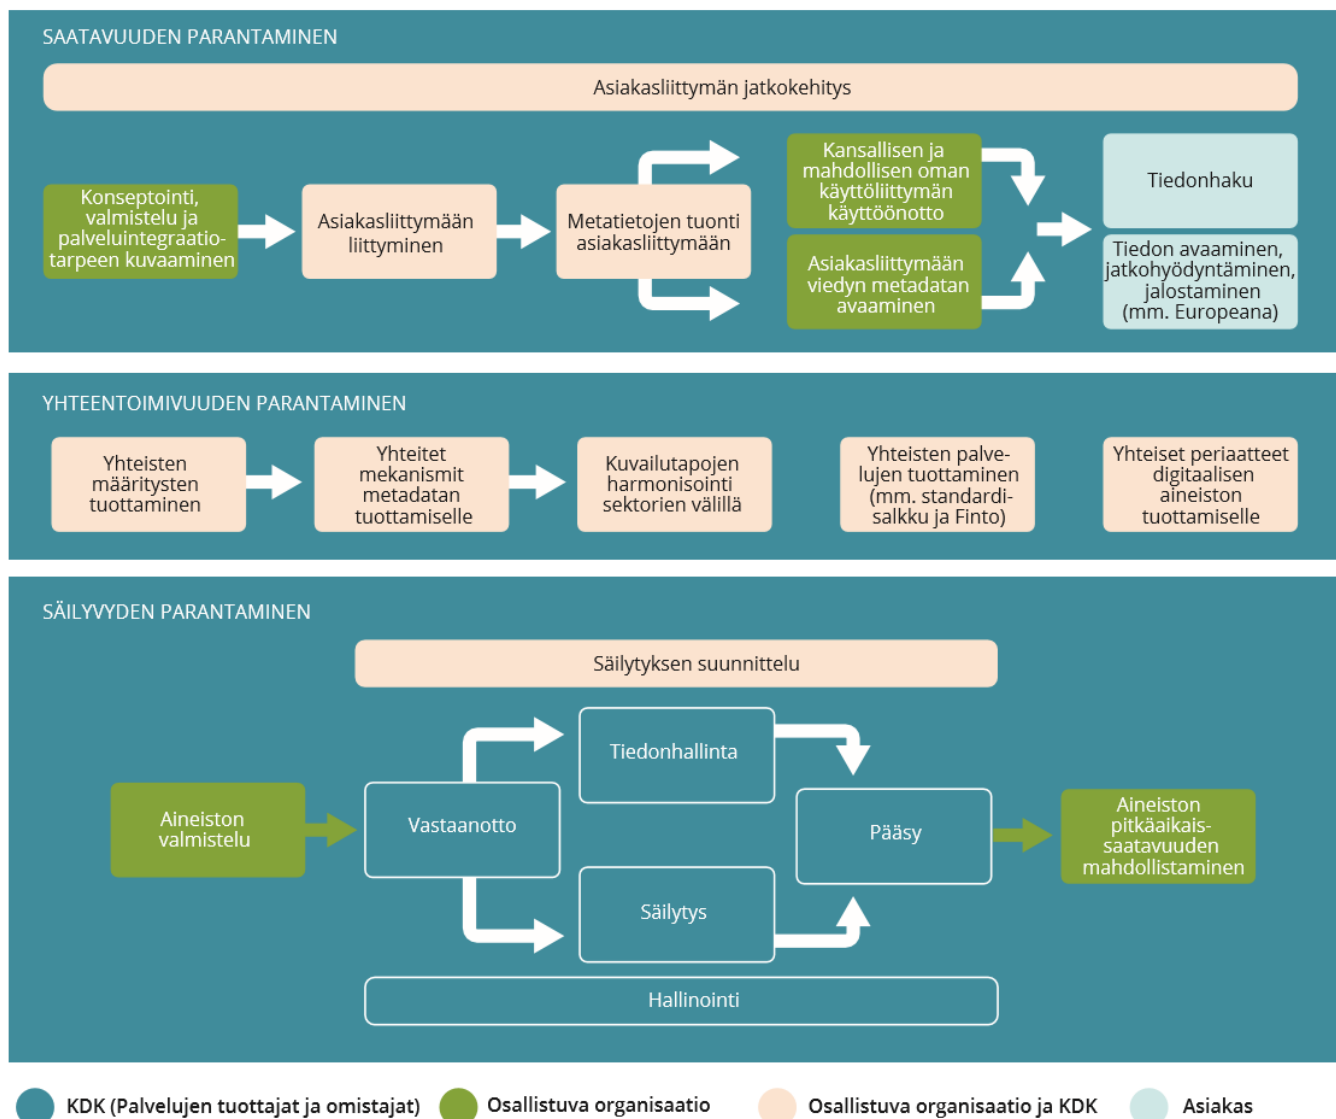 SAATAVUUDEN PARANTAMINEN
Asiakasliittymän jatkokehitys
Konseptointi,
valmistelu ja
palveluintegraatio-
tarpeen kuvaaminen
Asiakasliittymään
liittyminen
Metatietojen tuonti
asiakasliittymään
Kansallisen ja
mahdollisen oman
käyttöliittymän
käyttöönotto
Asiakasliittymään
viedyn metadatan
avaaminen
Tiedonhaku
Tiedon avaaminen,
jatkohyödyntäminen,
jalostaminen
(mm. Europeana)
YHTEENTOIMIVUUDEN PARANTAMINEN
Yhteisten
määritysten
tuottaminen
Yhteitet
mekanismit
metadatan
tuottamiselle
Kuvailutapojen
harmonisointi
sektorien välillä
Yhteisten palve-
lujen tuottaminen
(mm. standardi-
salkku ja Finto)
Yhteiset periaatteet
digitaalisen
aineiston
tuottamiselle
SÄILYVYDEN PARANTAMINEN
Säilytyksen suunnittelu
Aineiston
valmistelu
Vastaanotto
Tiedonhallinta
Säilytys
Pääsy
Aineiston
pitkäaikais-
saatavuuden
mahdollistaminen
Hallinointi
KDK (Palvelujen tuottajat ja omistajat)
Osallistuva organisaatio
Osallistuva organisaatio ja KDK
Asiakas